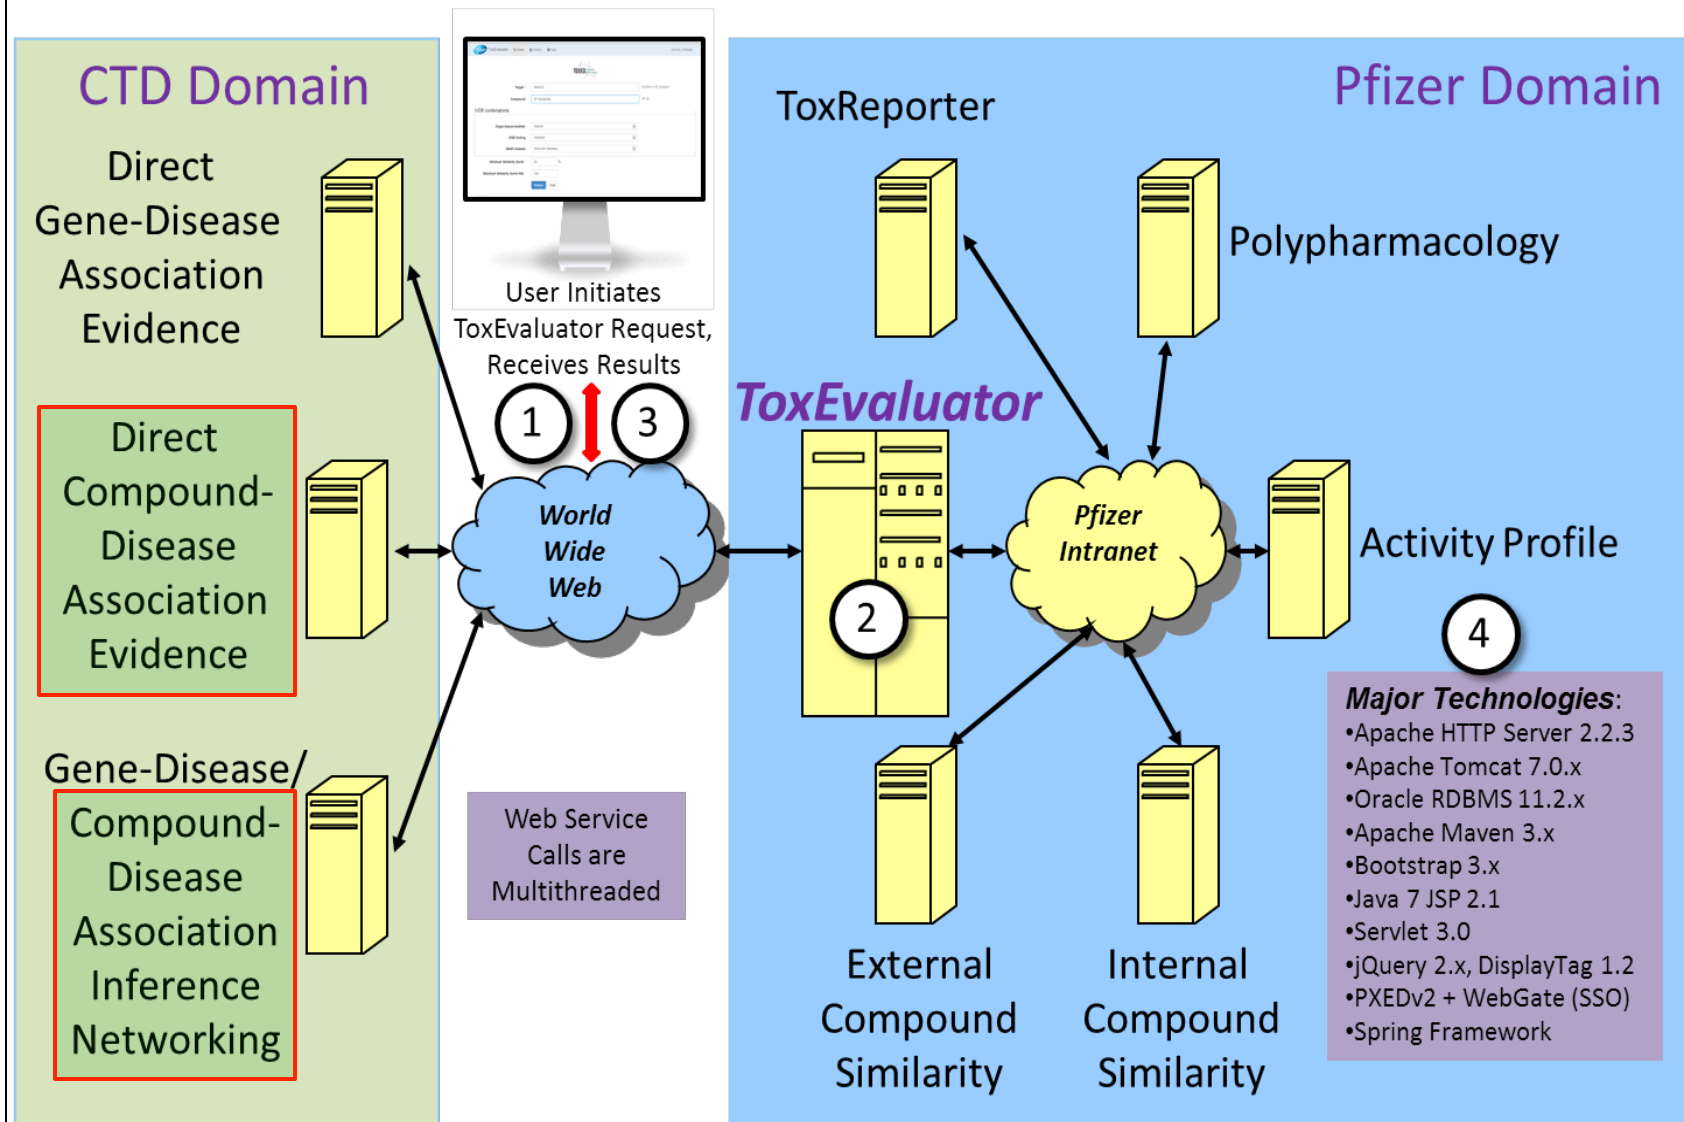 CTD Domain
Direct
Gene-Disease
Association
Evidence
Direct
Compound-
Disease
Association
Evidence
Gene-Disease/
Compound-
Disease
Association
Inference
Networking
User Initiates
ToxEvaluator Request,
Receives Results
1
3
World
Wide
Web
Web Service
Calls are
Multithreaded
Pfizer Domain
ToxReporter
Polypharmacology
ToxEvaluator
2
Pfizer
Intranet
Activity Profile
4
External
Compound
Similarity
Internal
Compound
Similarity
Major Technologies:
•Apache HTTP Server 2.2.3
•Apache Tomcat 7.0.x
•Oracle RDBMS 11.2.x
•Apache Maven 3.x
•Bootstrap 3.x
•Java 7 JSP 2.1
•Servlet 3.0
•jQuery 2.x, DisplayTag 1.2
•PXEDv2 + WebGate (SSO)
•Spring Framework